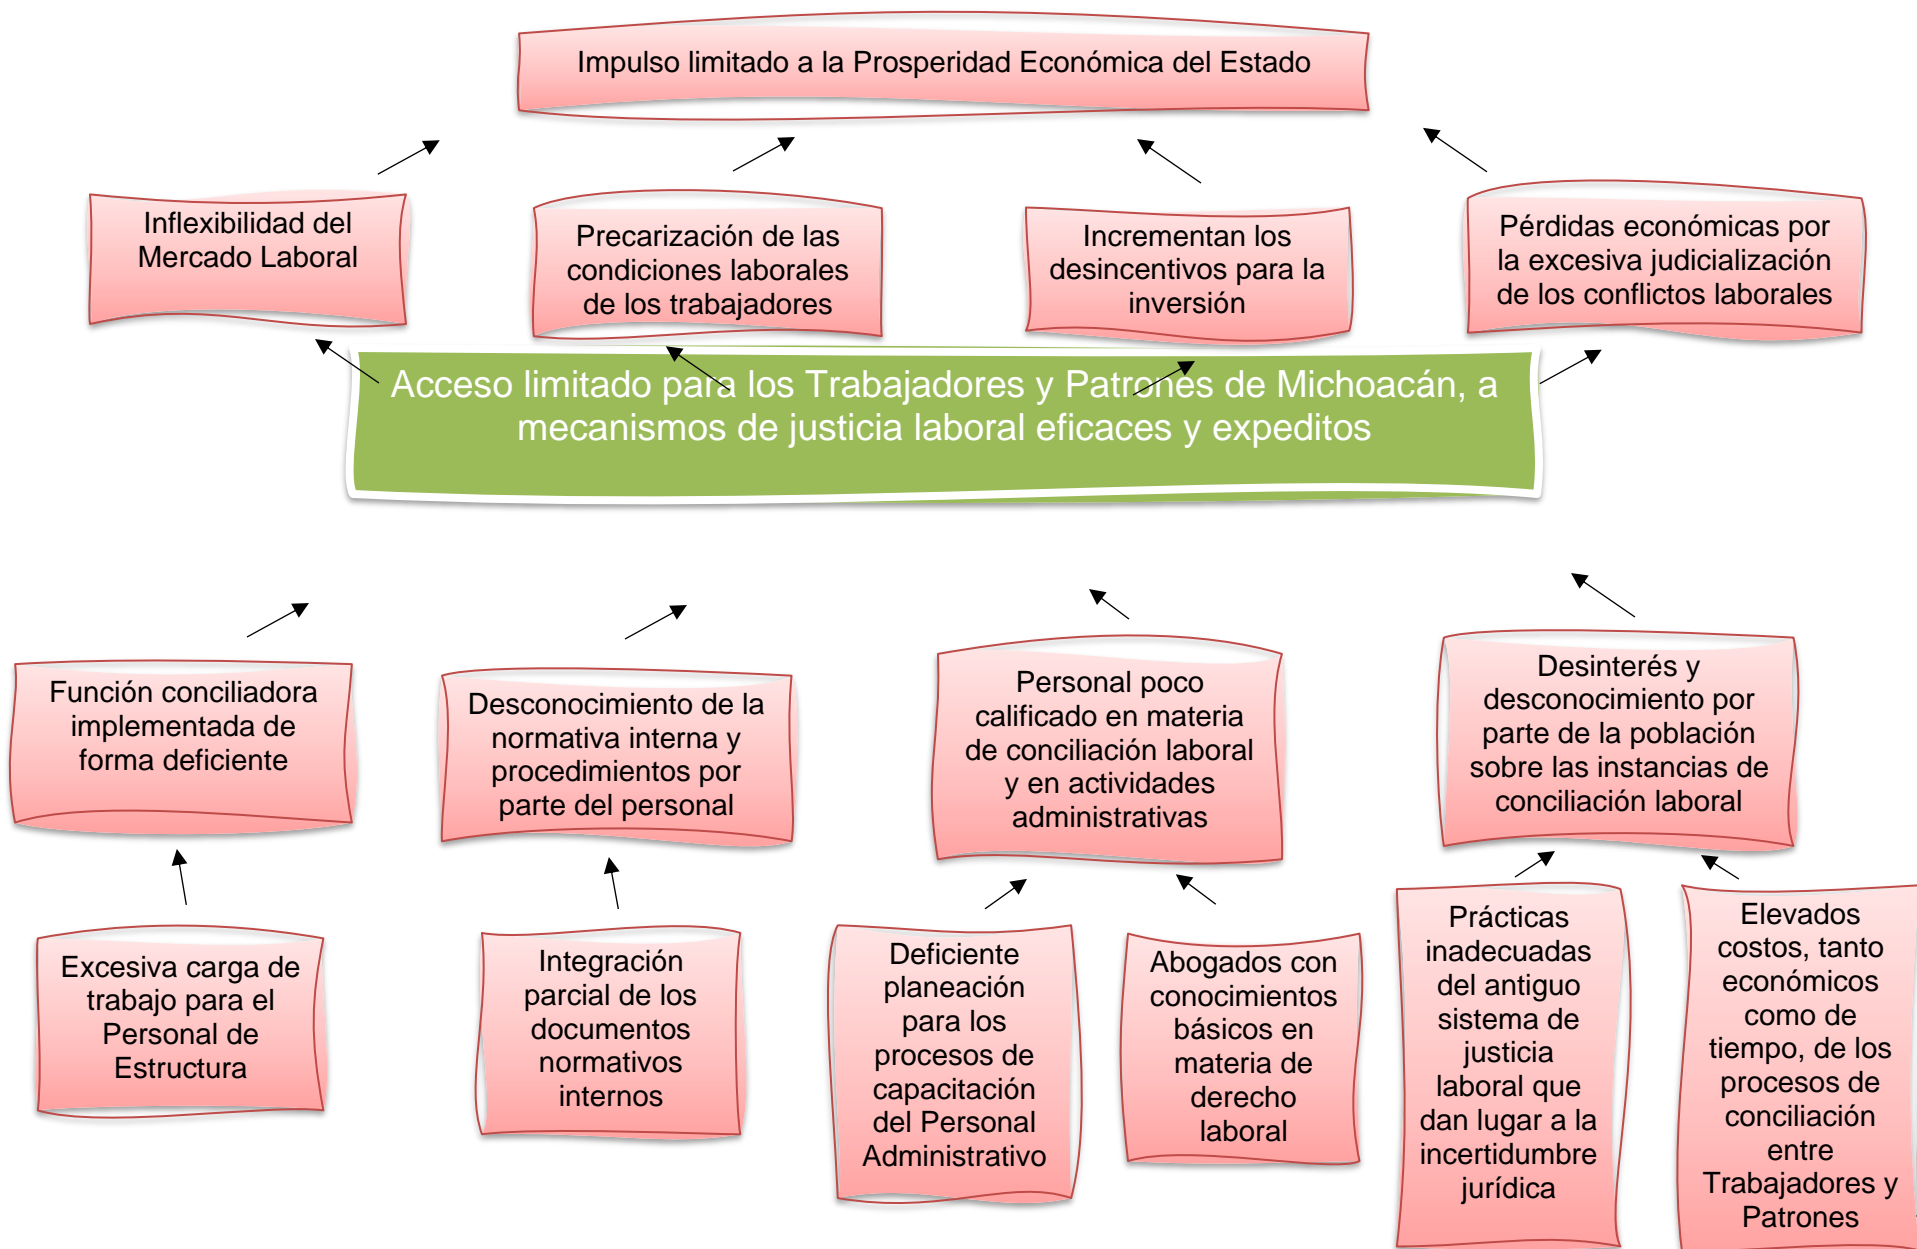 Impulso limitado a la Prosperidad Económica del Estado
Inflexibilidad del
Mercado Laboral
Precarización de las
condiciones laborales
de los trabajadores
Incrementan los
desincentivos para la
inversión
Pérdidas económicas por
la excesiva judicialización
de los conflictos laborales
Acceso limitado para los Trabajadores y Patrones de Michoacán, a
mecanismos de justicia laboral eficaces y expeditos
Función conciliadora
implementada de
forma deficiente
Desconocimiento de la
normativa interna y
procedimientos por
parte del personal
Personal poco
calificado en materia
de conciliación laboral
y en actividades
administrativas
Desinterés y
desconocimiento por
parte de la población
sobre las instancias de
conciliación laboral
Excesiva carga de
trabajo para el
Personal de
Estructura
Integración
parcial de los
documentos
normativos
internos
Deficiente
planeación
para los
procesos de
capacitación
del Personal
Administrativo
Abogados con
conocimientos
básicos en
materia de
derecho
laboral
Prácticas
inadecuadas
del antiguo
sistema de
justicia
laboral que
dan lugar a la
incertidumbre
jurídica
Elevados
costos, tanto
económicos
como de
tiempo, de los
procesos de
conciliación
entre
Trabajadores y
Patrones